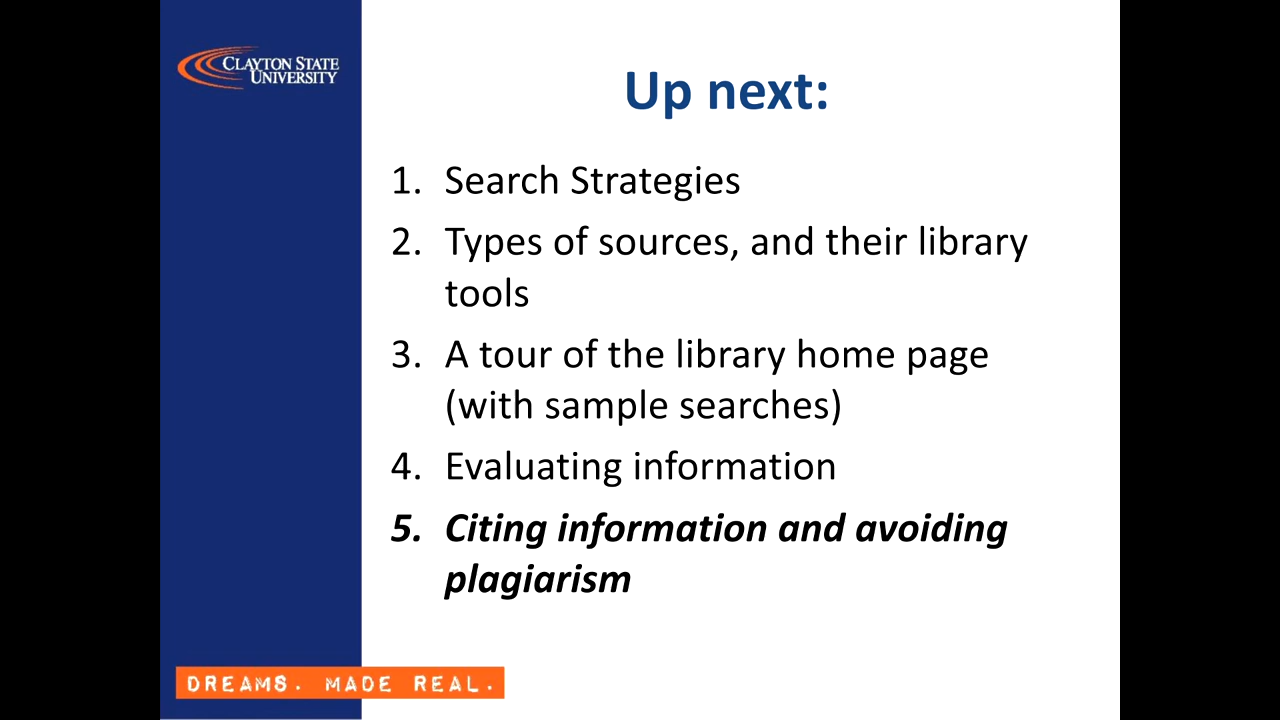 CLAYTON STATE
UNIVERSITY
Up next:
1. Search Strategies
2. Types of sources, and their library
tools
3. A tour of the library home page
(with sample searches)
4. Evaluating information
5. Citing information and avoiding
plagiarism
DREAMS. MADE REAL.